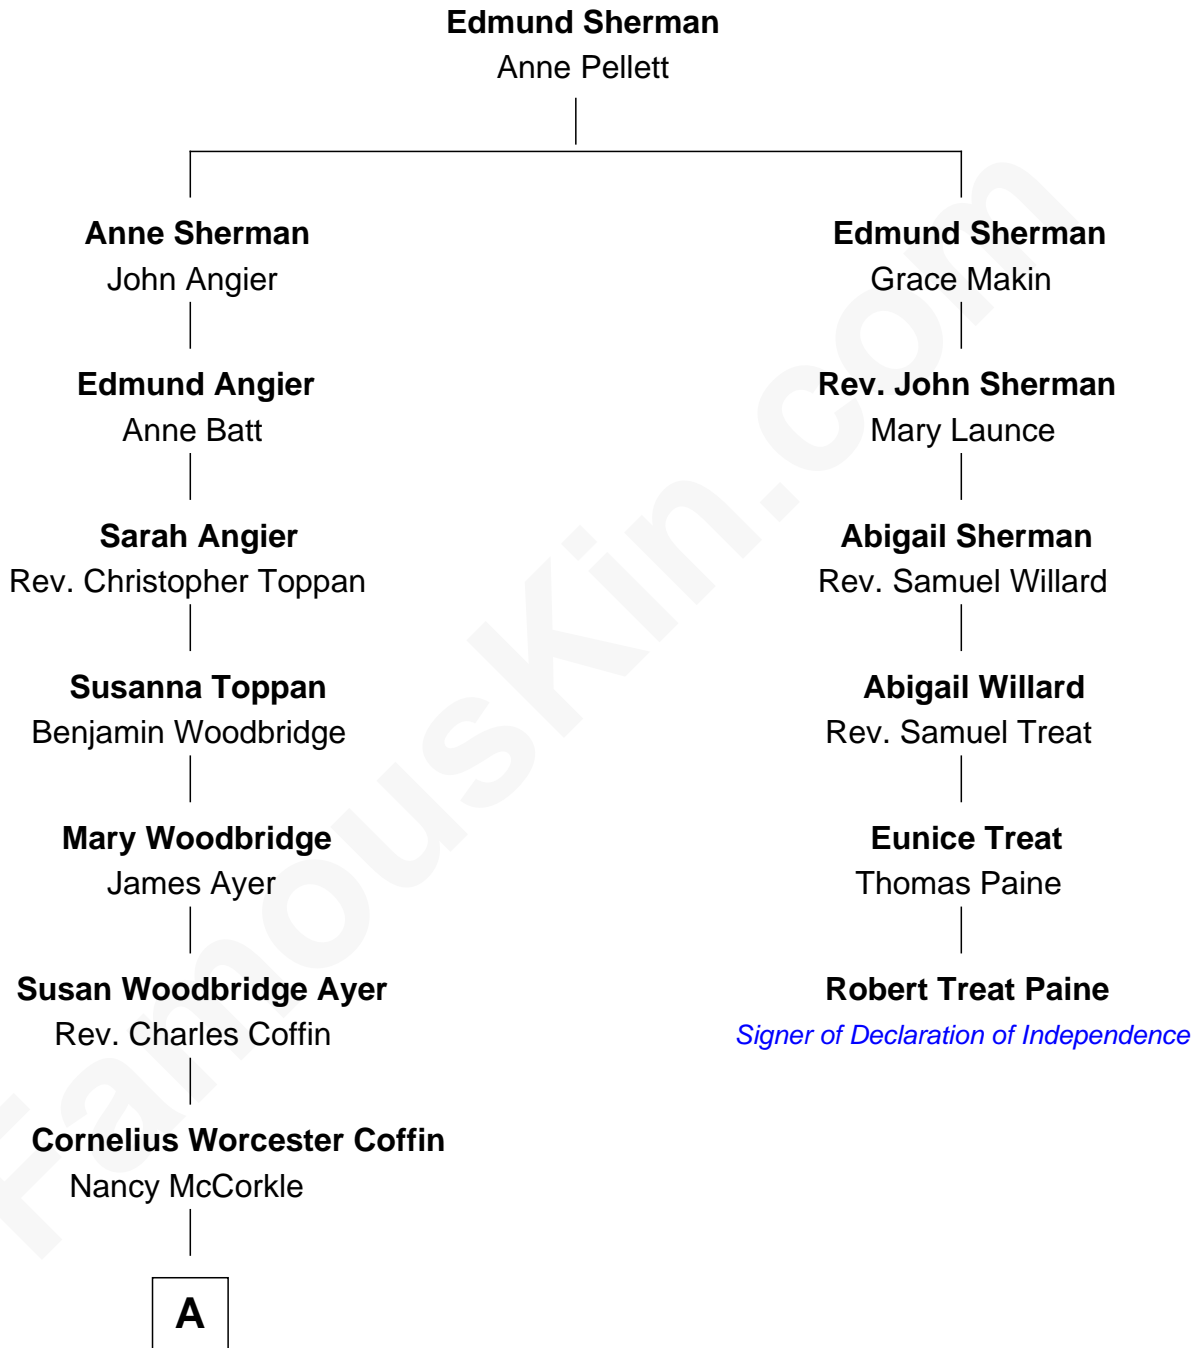 Edmund Sherman
Anne Pellett
Anne Sherman
John Angier
Edmund Angier
Anne Batt
Sarah Angier
Rev. Christopher Toppan
Susanna Toppan
Benjamin Woodbridge
Mary Woodbridge
James Ayer
Susan Woodbridge Ayer
Rev. Charles Coffin
Cornelius Worcester Coffin
Nancy McCorkle
A
Edmund Sherman
Grace Makin
Rev. John Sherman
Mary Launce
Abigail Sherman
Rev. Samuel Willard
Abigail Willard
Rev. Samuel Treat
Eunice Treat
Thomas Paine
Robert Treat Paine
Signer of Declaration of Independence
FamousKin.com